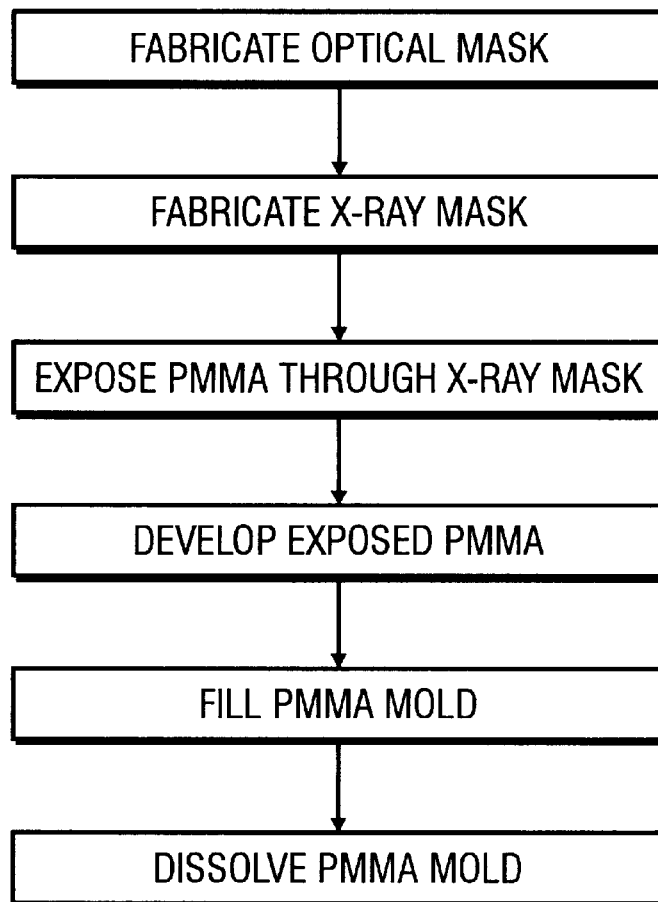 FABRICATE OPTICAL MASK
FABRICATE X-RAY MASK
EXPOSE PMMA THROUGH X-RAY MASK
DEVELOP EXPOSED PMMA
FILL PMMA MOLD
DISSOLVE PMMA MOLD